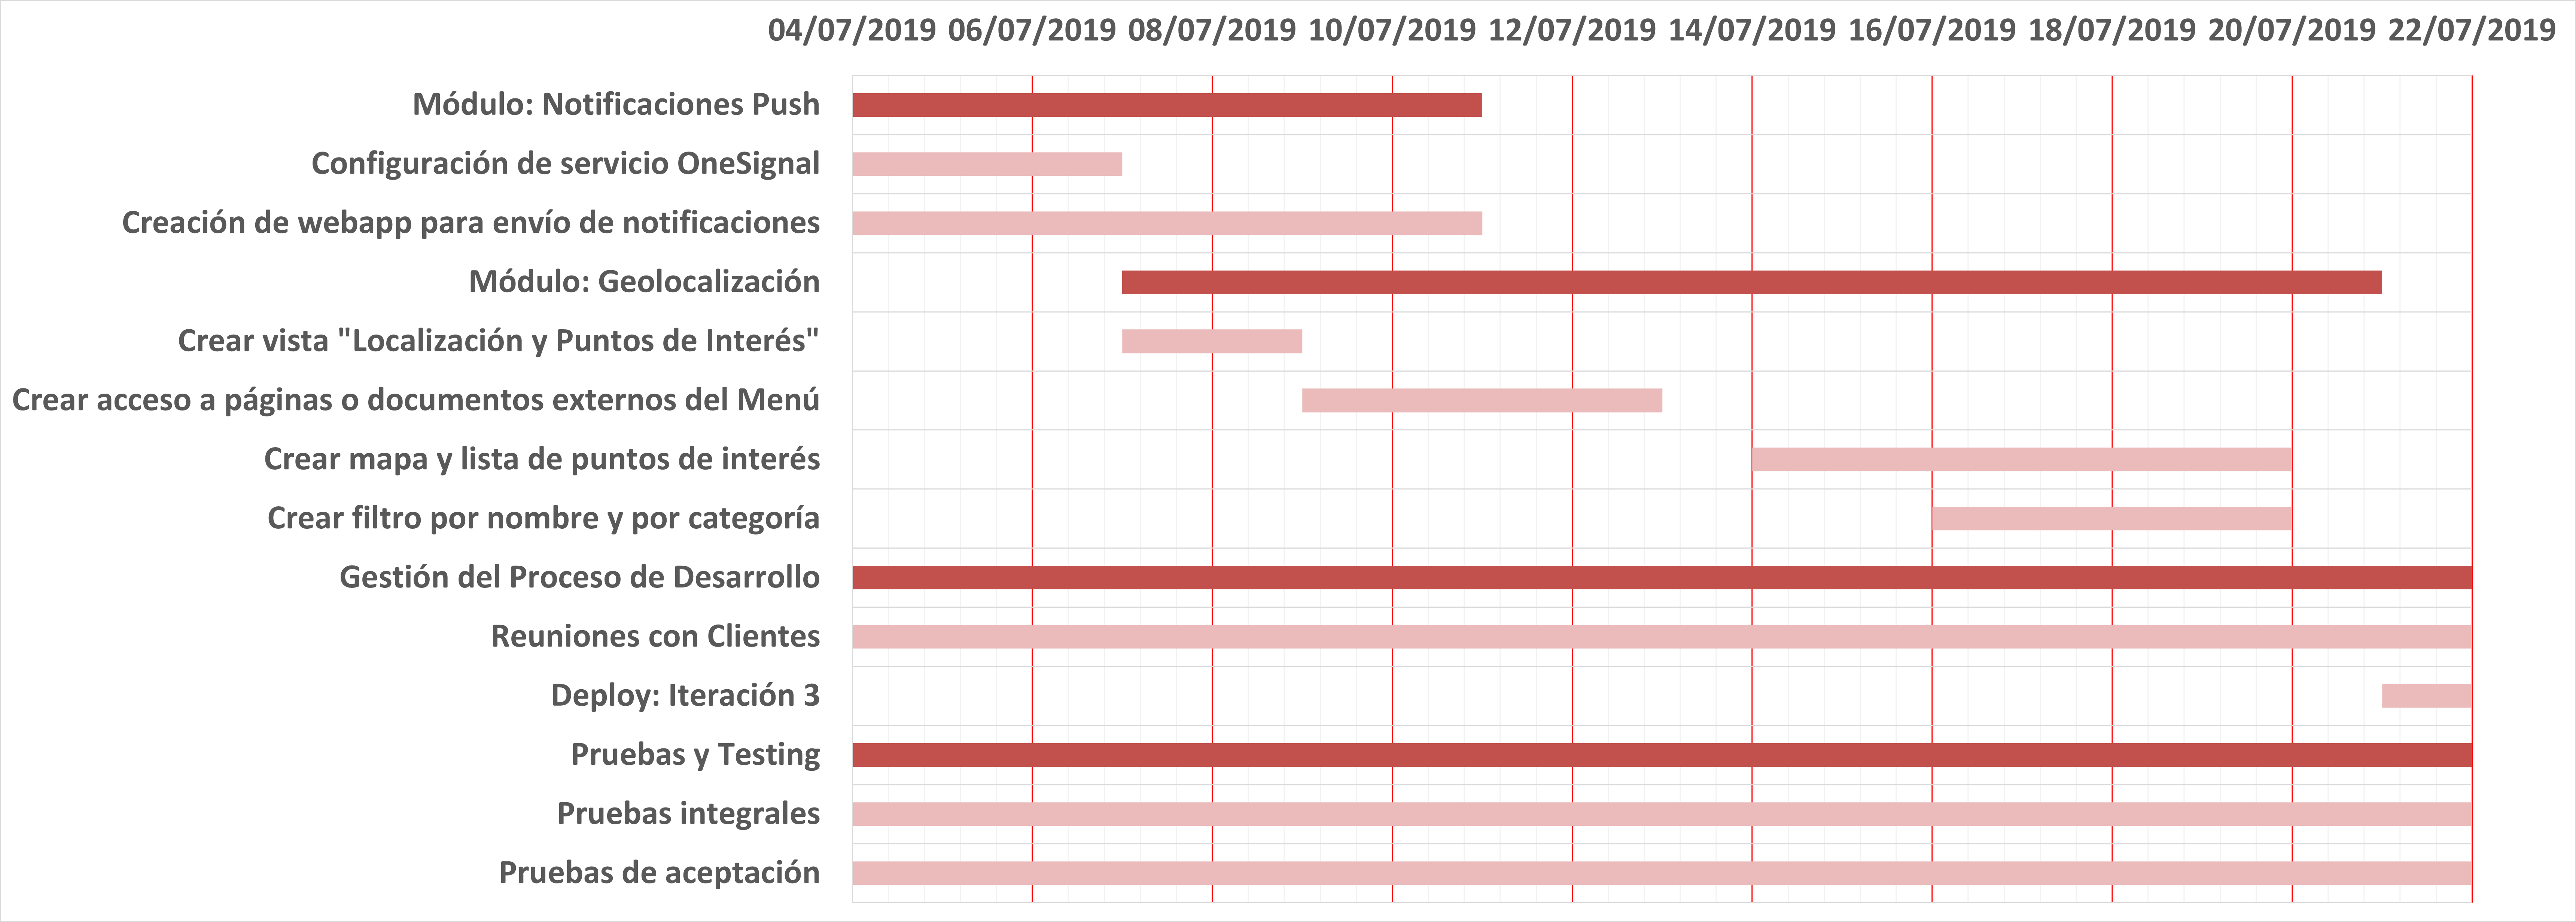 04/07/2019 06/07/2019 08/07/2019 10/07/2019 12/07/2019 14/07/2019 16/07/2019 18/07/2019 20/07/2019 22/07/2019
Módulo: Notificaciones Push
Configuración de servicio OneSignal
Creación de webapp para envío de notificaciones
Módulo: Geolocalización
Crear vista "Localización y Puntos de Interés"
Crear acceso a páginas o documentos externos del Menú
Crear mapa y lista de puntos de interés
Crear filtro por nombre y por categoría
Gestión del Proceso de Desarrollo
Reuniones con Clientes
Deploy: Iteración 3
Pruebas y Testing
Pruebas integrales
Pruebas de aceptación